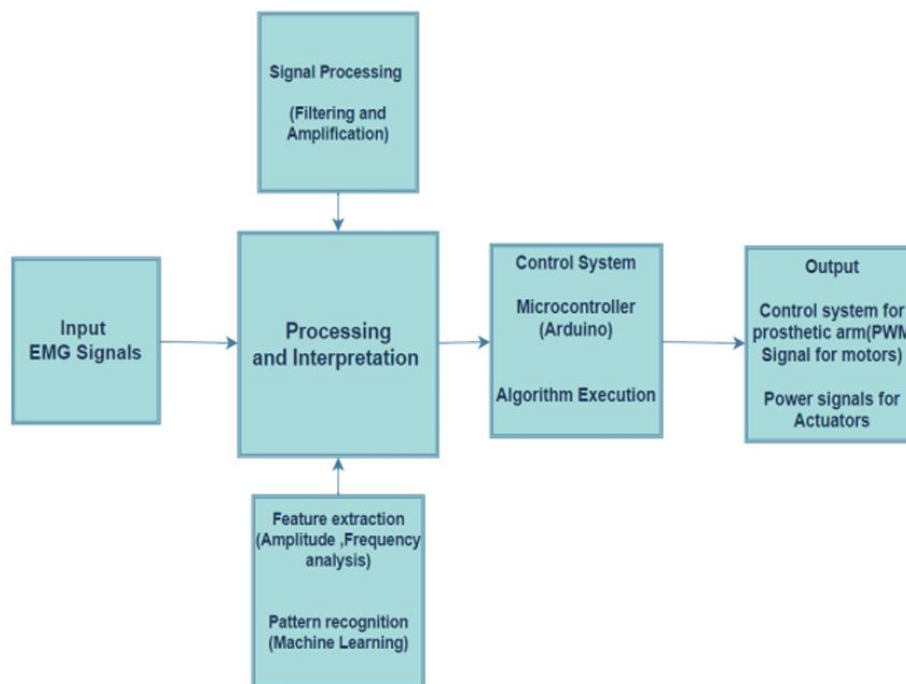 Signal Processing
(Filtering and
Amplification)
Input
EMG Signals
Processing
and Interpretation
Control System
Microcontroller
(Arduino)
Algorithm Execution
Output
Control system for
prosthetic arm(PWM
Signal for motors)
Power signals for
Actuators
Feature extraction
(Amplitude ,Frequency
analysis)
Pattern recognition
(Machine Learning)